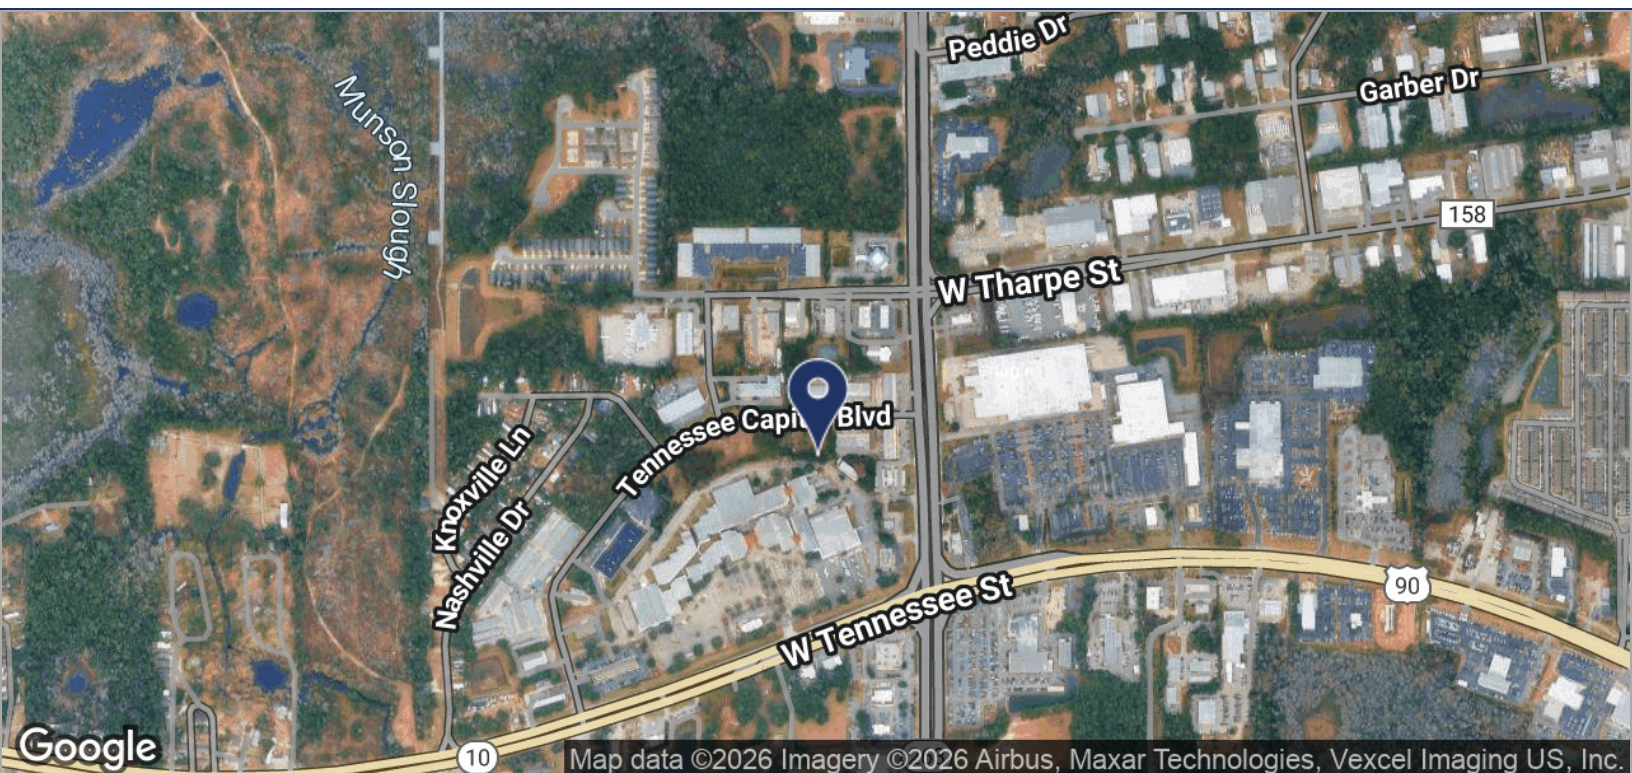 Peddie Dr
Garber Dr
Munson Slough
158
W Tharpe St
Tennessee Capi Blvd
Knoxville Ln
Nashville Dr
90
W Tennessee St
10
Google
Map data ©2026 Imagery ©2026 Airbus, Maxar Technologies, Vexcel Imaging US, Inc.